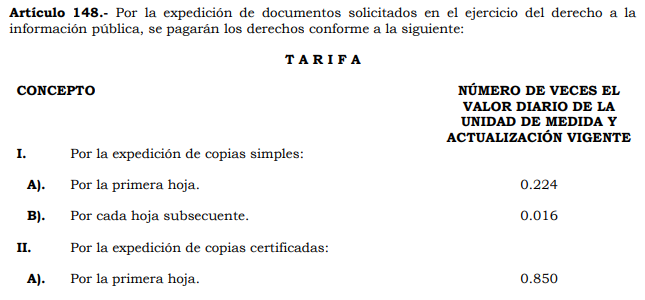 Artículo 148.- Por la expedición de documentos solicitados en el ejercicio del derecho a la
información pública, se pagarán los derechos conforme a la siguiente:
T A R I F A
CONCEPTO NÚMERO DE VECES EL
VALOR DIARIO DE LA
UNIDAD DE MEDIDA Y
ACTUALIZACIÓN VIGENTE
I. Por la expedición de copias simples:
A). Por la primera hoja. 0.224
B). Por cada hoja subsecuente. 0.016
II. Por la expedición de copias certificadas:
A). Por la primera hoja. 0.850